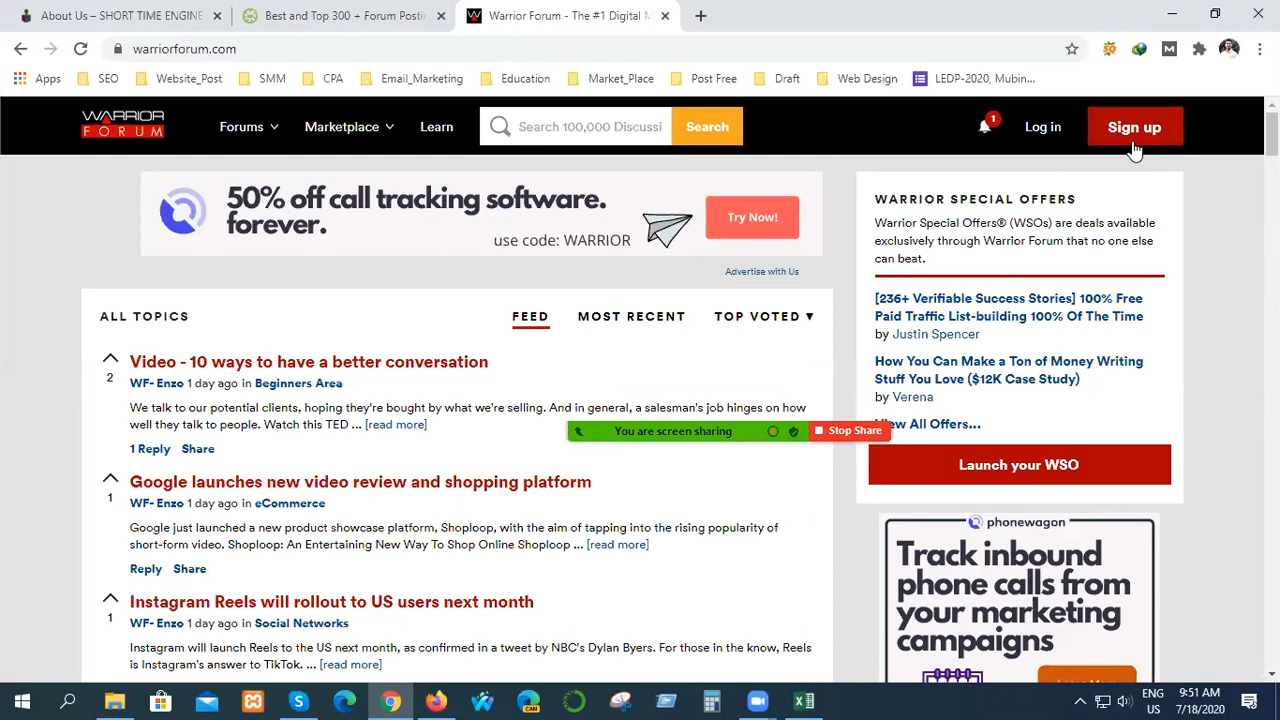 About Us – SHORT TIME ENGINE
Best and Top 300 + Forum Postin
Warrior Forum - The #1 Digital M
warriorforum.com
Apps
SEO
Website_Post
SMM
CPA
Email_Marketing
Education
Market_Place
Post Free
Draft
Web Design
LEDP-2020, Mubin...
WARRIOR
FORUM
Forums
Marketplace
Learn
Search 100,000 Discussi
Search
1
Log in
Sign up
50% off call tracking software.
forever.
use code: WARRIOR
Try Now!
Advertise with Us
ALL TOPICS
FEED
MOST RECENT
TOP VOTED ▼
Video - 10 ways to have a better conversation
2
WF- Enzo 1 day ago in Beginners Area
We talk to our potential clients, hoping they're bought by what we're selling. And in general, a salesman's job hinges on how
well they talk to people. Watch this TED ... [read more]
1 Reply Share
You are screen sharing
Stop Share
Google launches new video review and shopping platform
1
WF- Enzo 1 day ago in eCommerce
Google just launched a new product showcase platform, Shoploop, with the aim of tapping into the rising popularity of
short-form video. Shoploop: An Entertaining New Way To Shop Online Shoploop ... [read more]
Reply Share
Instagram Reels will rollout to US users next month
1
WF- Enzo 1 day ago in Social Networks
Instagram will launch Reels to the US next month, as confirmed in a tweet by NBC's Dylan Byers. For those in the know, Reels
is Instagram's answer to TikTok. ... [read more]
WARRIOR SPECIAL OFFERS
Warrior Special Offers® (WSOs) are deals available
exclusively through Warrior Forum that no one else
can beat.
[236+ Verifiable Success Stories] 100% Free
Paid Traffic List-building 100% Of The Time
by Justin Spencer
How You Can Make a Ton of Money Writing
Stuff You Love ($12K Case Study)
by Verena
View All Offers...
Launch your WSO
phonewagon
Track inbound
phone calls from
your marketing
campaigns
ENG
US
9:51 AM
7/18/2020